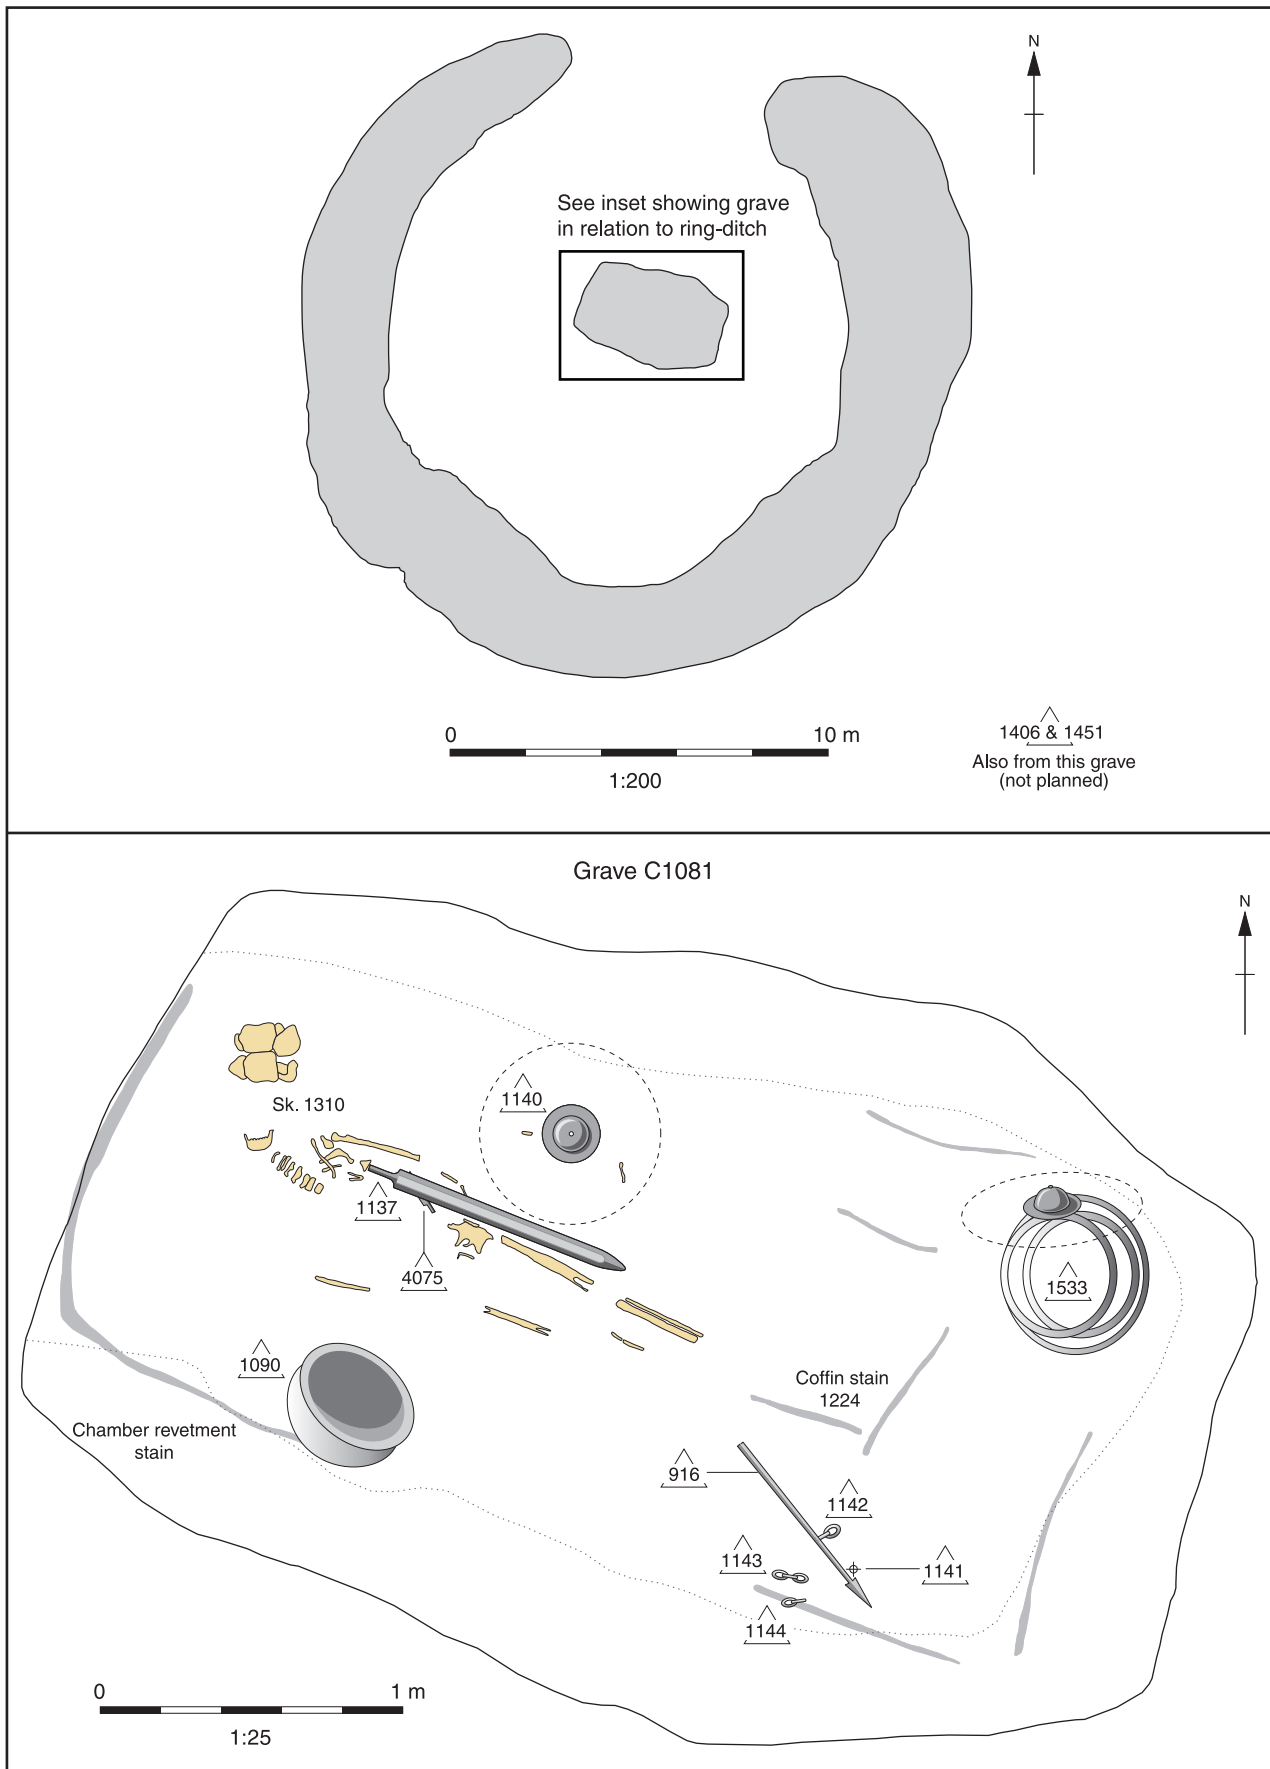 N
See inset showing grave
in relation to ring-ditch
0 10 m
1:200
1406 & 1451
Also from this grave
(not planned)
Grave C1081
N
1140
Sk. 1310
1137
4075
1533
1090
Coffin stain
1224
Chamber revetment
stain
916
1142
1143
1141
1144
0 1 m
1:25